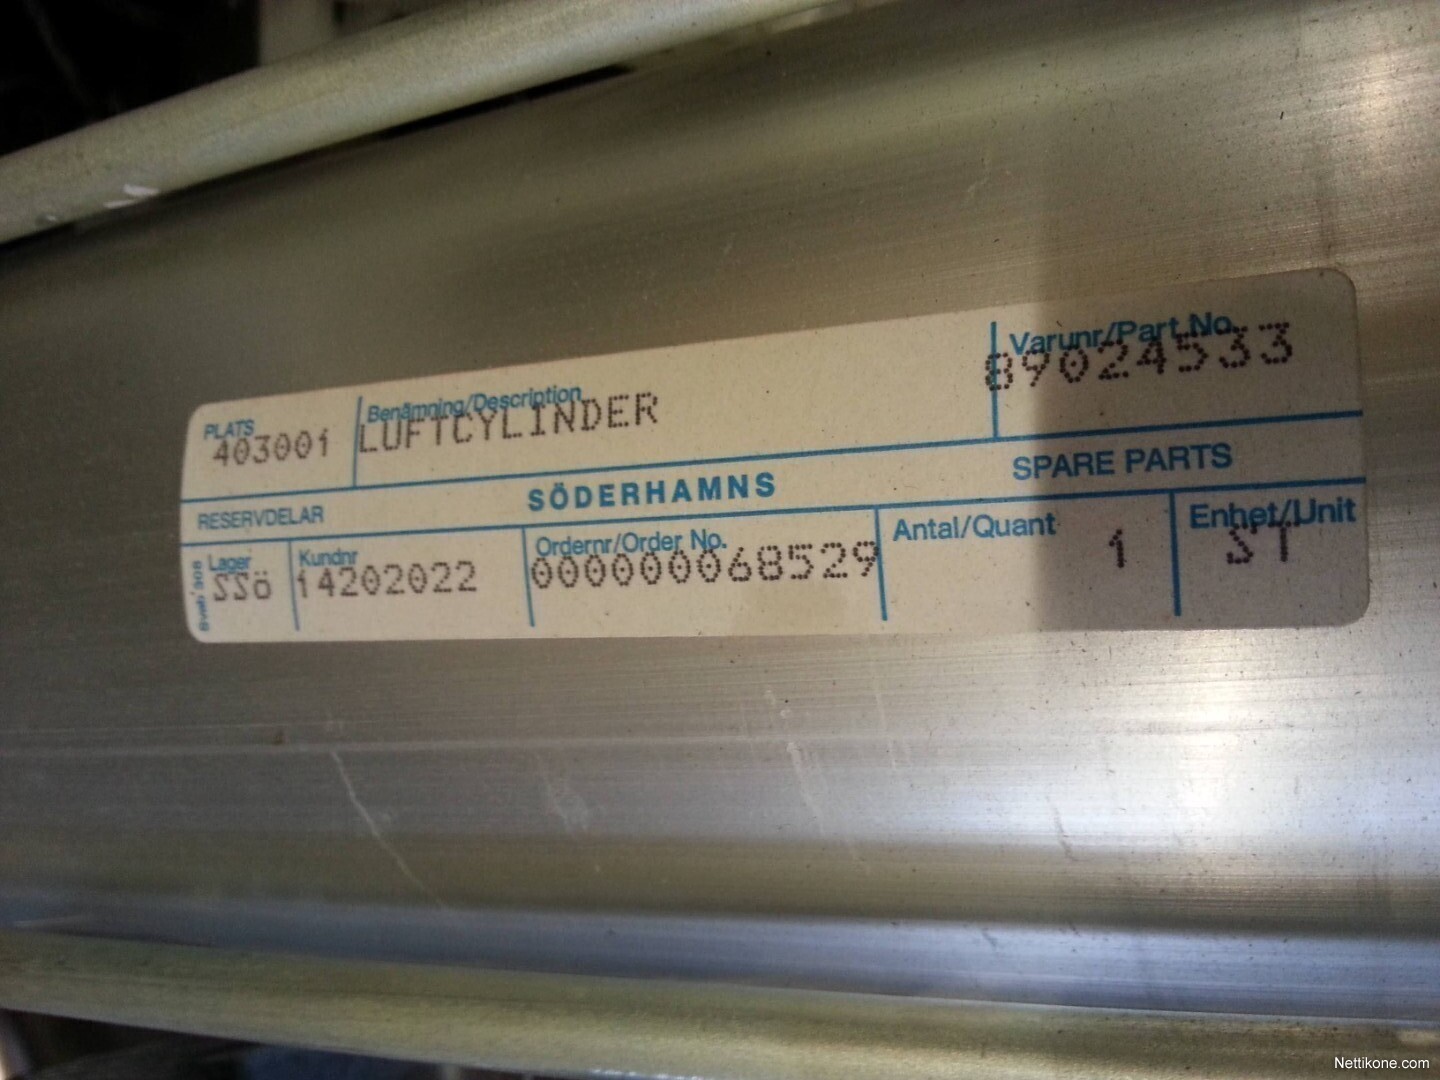 PLATS Benämning/Description Varunr/Part No.
403001 LUFTCYLINDER 89024533
RESERVDELAR SÖDERHAMNS SPARE PARTS
Lager Kundnr Ordernr/Order No. Antal/Quant Enhet/Unit
SSö 14202022 000000068529 1 ST
Nettikone.com